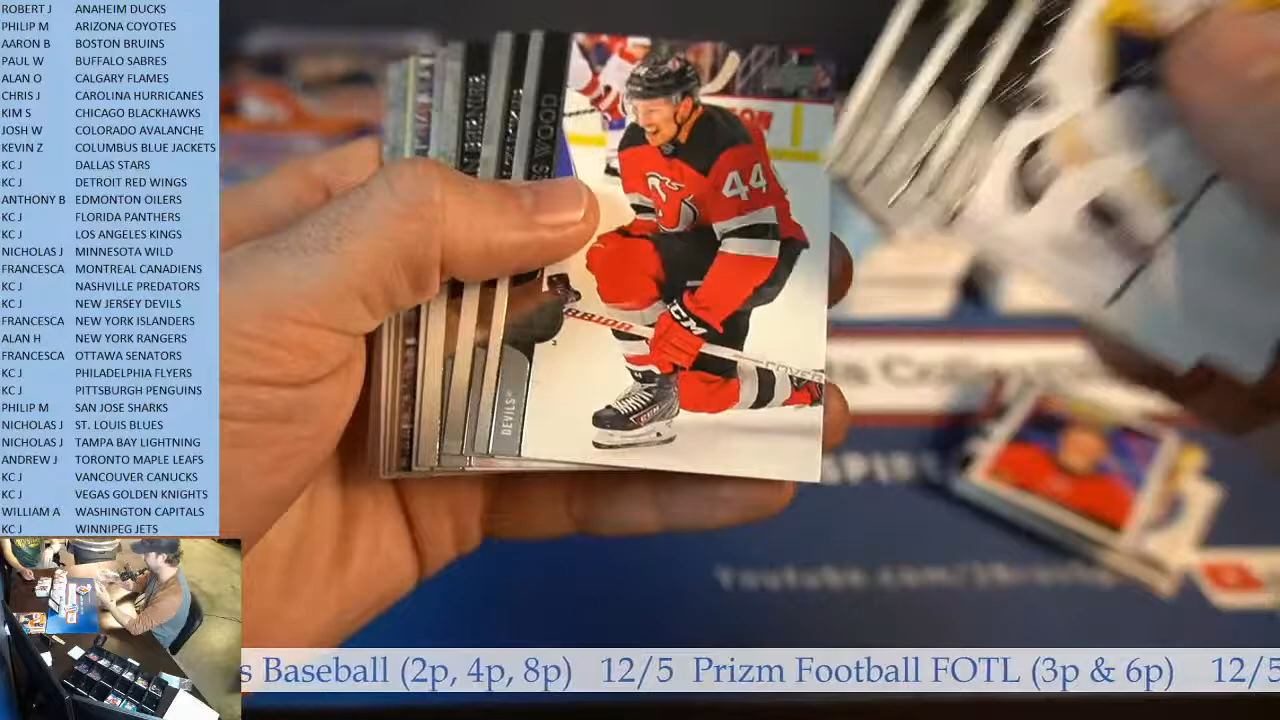 ROBERT J ANAHEIM DUCKS
PHILIP M ARIZONA COYOTES
AARON B BOSTON BRUINS
PAUL W BUFFALO SABRES
ALAN O CALGARY FLAMES
CHRIS J CAROLINA HURRICANES
KIM S CHICAGO BLACKHAWKS
JOSH W COLORADO AVALANCHE
KEVIN Z COLUMBUS BLUE JACKETS
KC J DALLAS STARS
KC J DETROIT RED WINGS
ANTHONY B EDMONTON OILERS
KC J FLORIDA PANTHERS
KC J LOS ANGELES KINGS
NICHOLAS J MINNESOTA WILD
FRANCESCA MONTREAL CANADIENS
KC J NASHVILLE PREDATORS
KC J NEW JERSEY DEVILS
FRANCESCA NEW YORK ISLANDERS
ALAN H NEW YORK RANGERS
FRANCESCA OTTAWA SENATORS
KC J PHILADELPHIA FLYERS
KC J PITTSBURGH PENGUINS
PHILIP M SAN JOSE SHARKS
NICHOLAS J ST. LOUIS BLUES
NICHOLAS J TAMPA BAY LIGHTNING
ANDREW J TORONTO MAPLE LEAFS
KC J VANCOUVER CANUCKS
KC J VEGAS GOLDEN KNIGHTS
WILLIAM A WASHINGTON CAPITALS
KC J WINNIPEG JETS
WOOD
DEVILS
44
CCM
s Baseball (2p, 4p, 8p) 12/5 Prizm Football FOTL (3p & 6p) 12/5